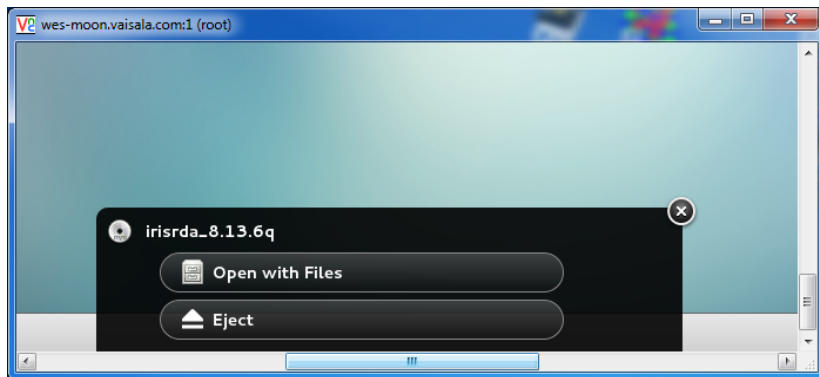 wes-moon.vaisala.com:1 (root)
irisrda_8.13.6q
Open with Files
Eject